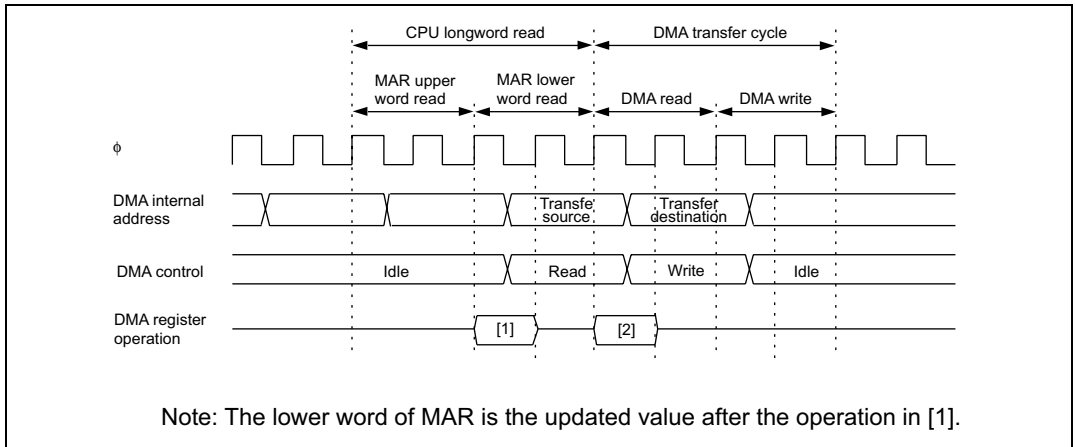 CPU longword read DMA transfer cycle
MAR upper MAR lower
word read word read DMA read DMA write
ϕ
DMA internal Transfe Transfer
address source destination
DMA control Idle Read Write Idle
DMA register [1] [2]
operation
Note: The lower word of MAR is the updated value after the operation in [1].